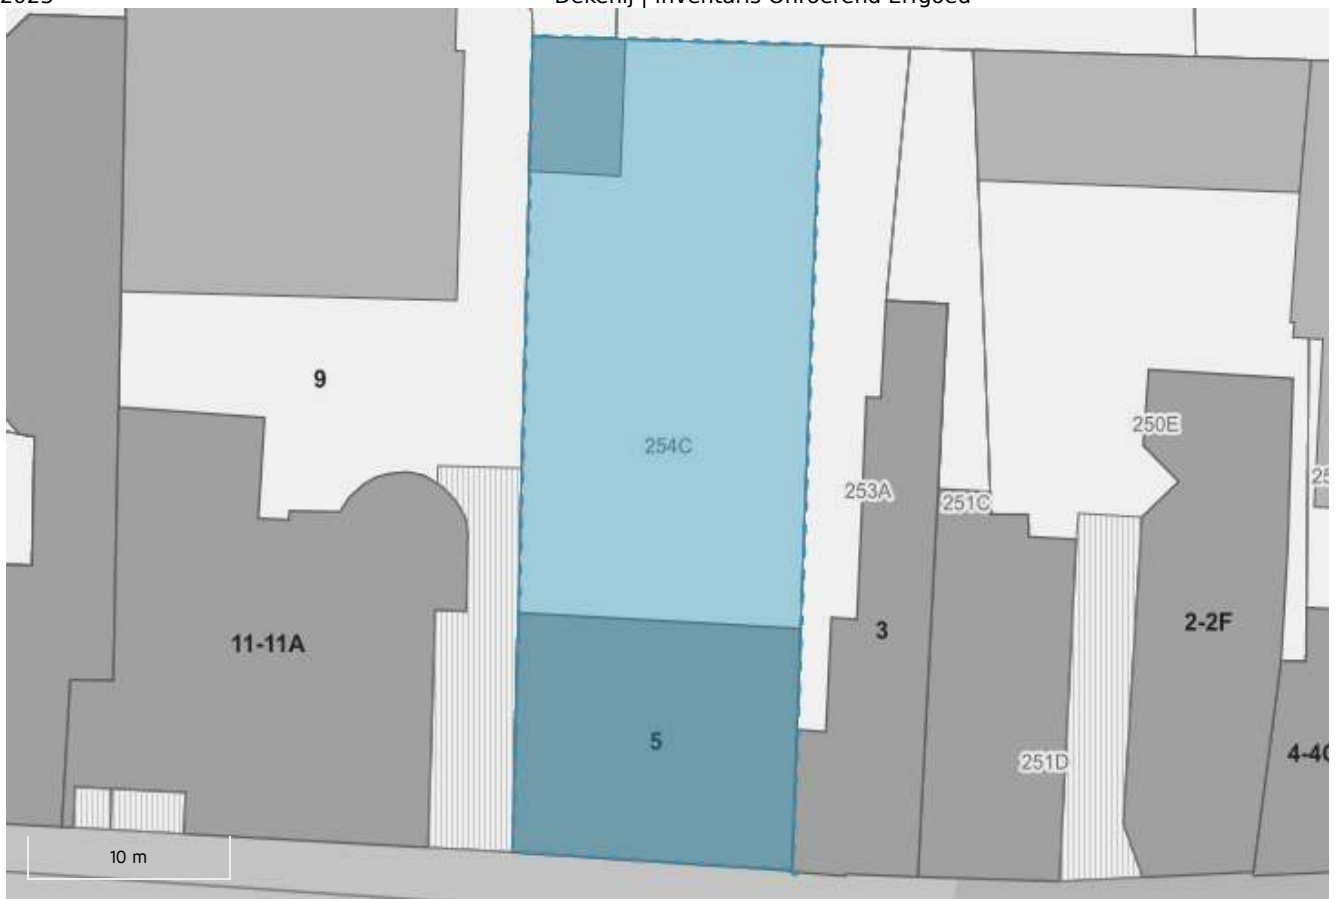 Dekenij | Inventaris Onroerend Erfgoed
9
250E
254C
253A
251C
11-11A
3
2-2F
5
251D
10 m